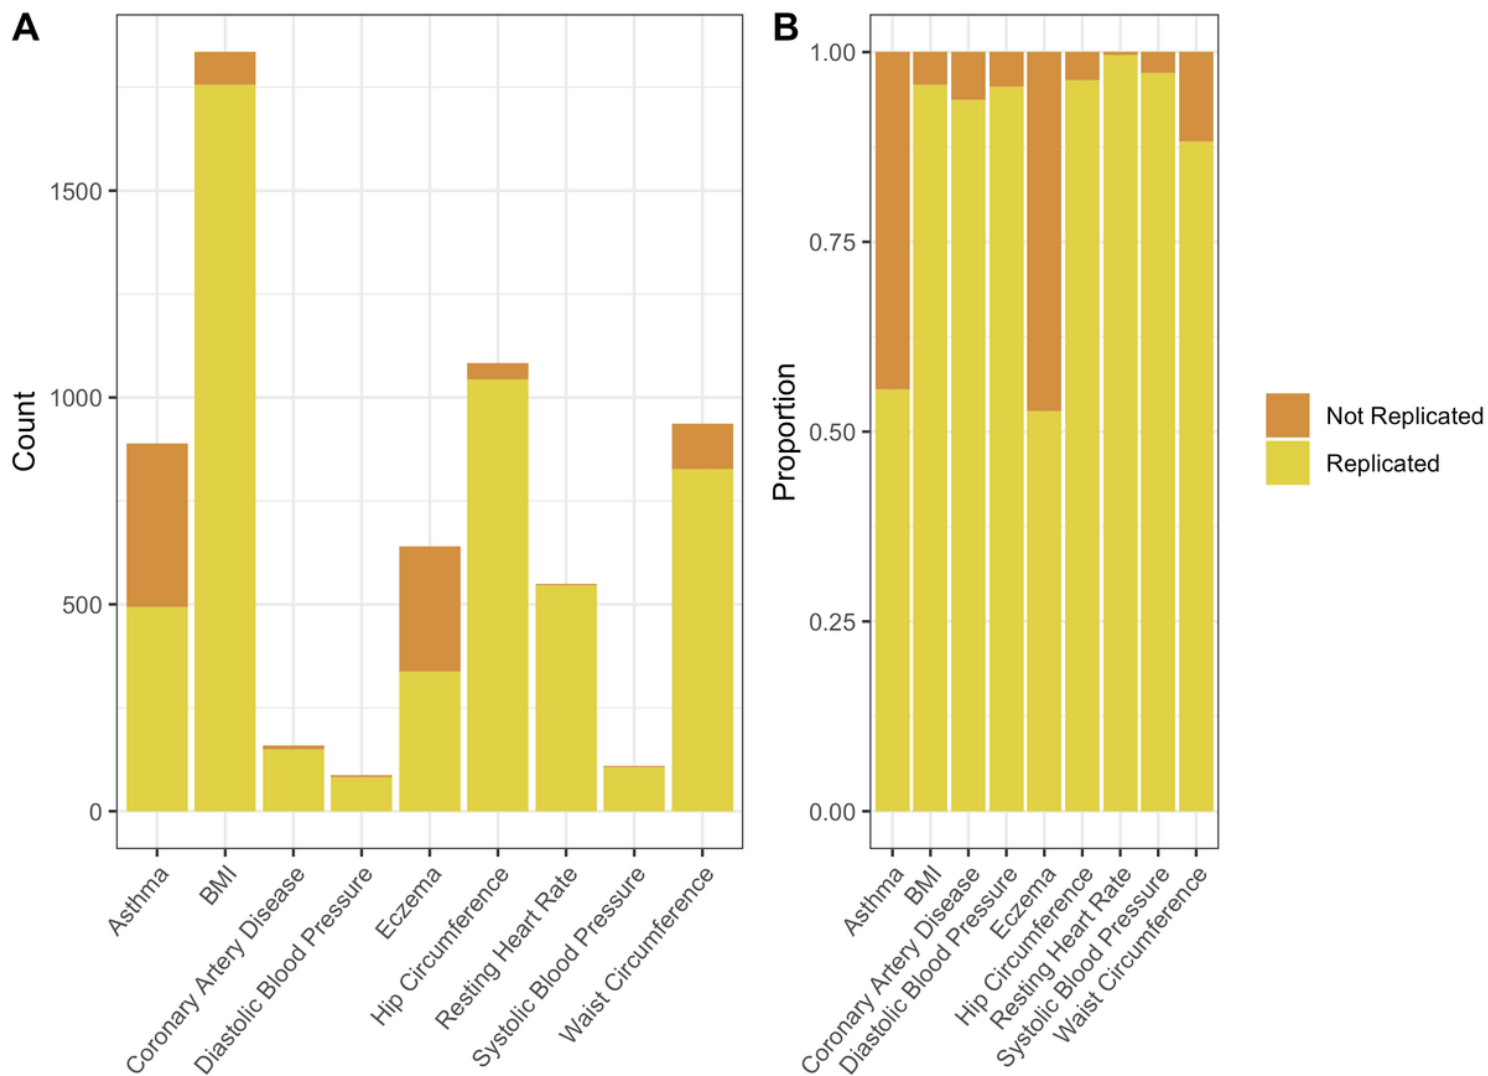 A
Count
1500
1000
500
0
Asthma
BMI
Coronary Artery Disease
Diastolic Blood Pressure
Eczema
Hip Circumference
Resting Heart Rate
Systolic Blood Pressure
Waist Circumference
B
Proportion
1.00
0.75
0.50
0.25
0.00
Asthma
BMI
Coronary Artery Disease
Diastolic Blood Pressure
Eczema
Hip Circumference
Resting Heart Rate
Systolic Blood Pressure
Waist Circumference
Not Replicated
Replicated